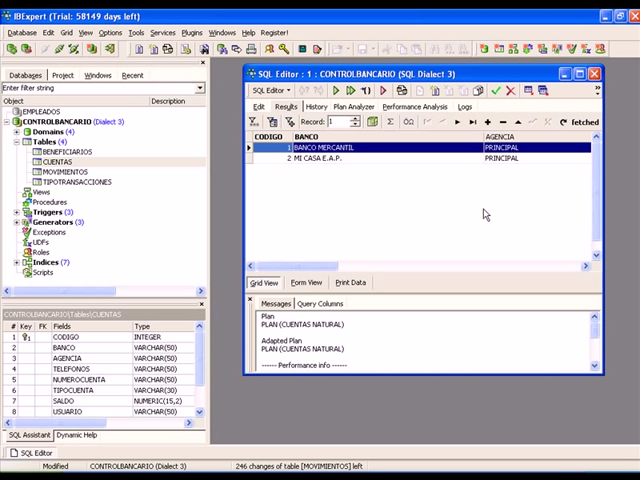 IBExpert (Trial: 58149 days left)
Database Edit Grid View Options Tools Services Plugins Windows Help Register!
Databases Project Windows Recent
Enter filter string
Object Description
EMPLEADOS
CONTROLBANCARIO (Dialect 3)
Domains (4)
Tables (4)
BENEFICIARIOS
CUENTAS
MOVIMIENTOS
TIPOTRANSACCIONES
Views
Procedures
Triggers (3)
Generators (3)
Exceptions
UDFs
Roles
Indices (7)
Scripts
CONTROLBANCARIO\Tables\CUENTAS
# Key FK Fields Type
1 1 CODIGO INTEGER
2 BANCO VARCHAR(50)
3 AGENCIA VARCHAR(50)
4 TELEFONOS VARCHAR(50)
5 NUMEROCUENTA VARCHAR(50)
6 TIPOCUENTA VARCHAR(30)
7 SALDO NUMERIC(15,2)
8 USUARIO VARCHAR(50)
SQL Assistant Dynamic Help
SQL Editor : 1 : CONTROLBANCARIO (SQL Dialect 3)
SQL Editor
Edit Results History Plan Analyzer Performance Analysis Logs
Record: 1 Σ fetched
CODIGO BANCO AGENCIA
1 BANCO MERCANTIL PRINCIPAL
2 MI CASA E.A.P. PRINCIPAL
Grid View Form View Print Data
Messages Query Columns
Plan
PLAN (CUENTAS NATURAL)
Adapted Plan
PLAN (CUENTAS NATURAL)
------ Performance info ------
SQL Editor
Modified CONTROLBANCARIO (Dialect 3) 246 changes of table [MOVIMIENTOS] left